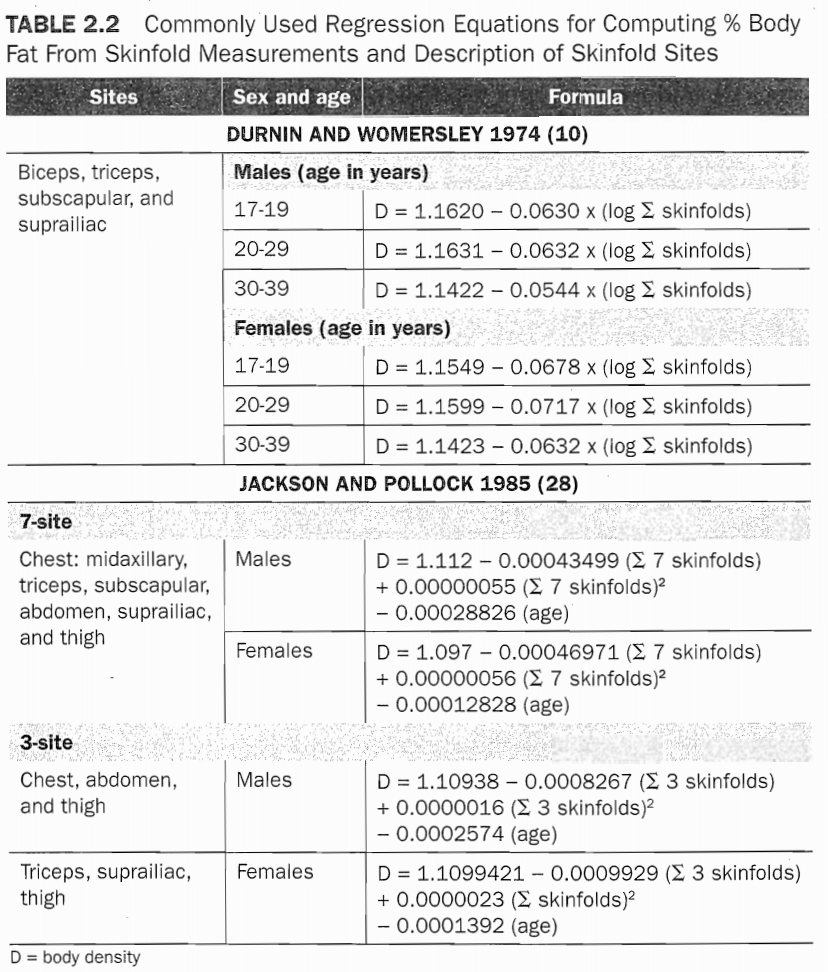 TABLE 2.2 Commonly Used Regression Equations for Computing % Body
Fat From Skinfold Measurements and Description of Skinfold Sites
Sites Sex and age Formula
DURNIN AND WOMERSLEY 1974 (10)
Biceps, triceps,
subscapular, and
suprailiac
Males (age in years)
17-19 D = 1.1620 – 0.0630 x (log Σ skinfolds)
20-29 D = 1.1631 – 0.0632 x (log Σ skinfolds)
30-39 D = 1.1422 – 0.0544 x (log Σ skinfolds)
Females (age in years)
17-19 D = 1.1549 – 0.0678 x (log Σ skinfolds)
20-29 D = 1.1599 – 0.0717 x (log Σ skinfolds)
30-39 D = 1.1423 – 0.0632 x (log Σ skinfolds)
JACKSON AND POLLOCK 1985 (28)
7-site
Chest: midaxillary,
triceps, subscapular,
abdomen, suprailiac,
and thigh
Males
D = 1.112 – 0.00043499 (Σ 7 skinfolds)
+ 0.00000055 (Σ 7 skinfolds)²
– 0.00028826 (age)
Females
D = 1.097 – 0.00046971 (Σ 7 skinfolds)
+ 0.00000056 (Σ 7 skinfolds)²
– 0.00012828 (age)
3-site
Chest, abdomen,
and thigh
Males
D = 1.10938 – 0.0008267 (Σ 3 skinfolds)
+ 0.0000016 (Σ 3 skinfolds)²
– 0.0002574 (age)
Triceps, suprailiac,
thigh
Females
D = 1.1099421 – 0.0009929 (Σ 3 skinfolds)
+ 0.0000023 (Σ skinfolds)²
– 0.0001392 (age)
D = body density